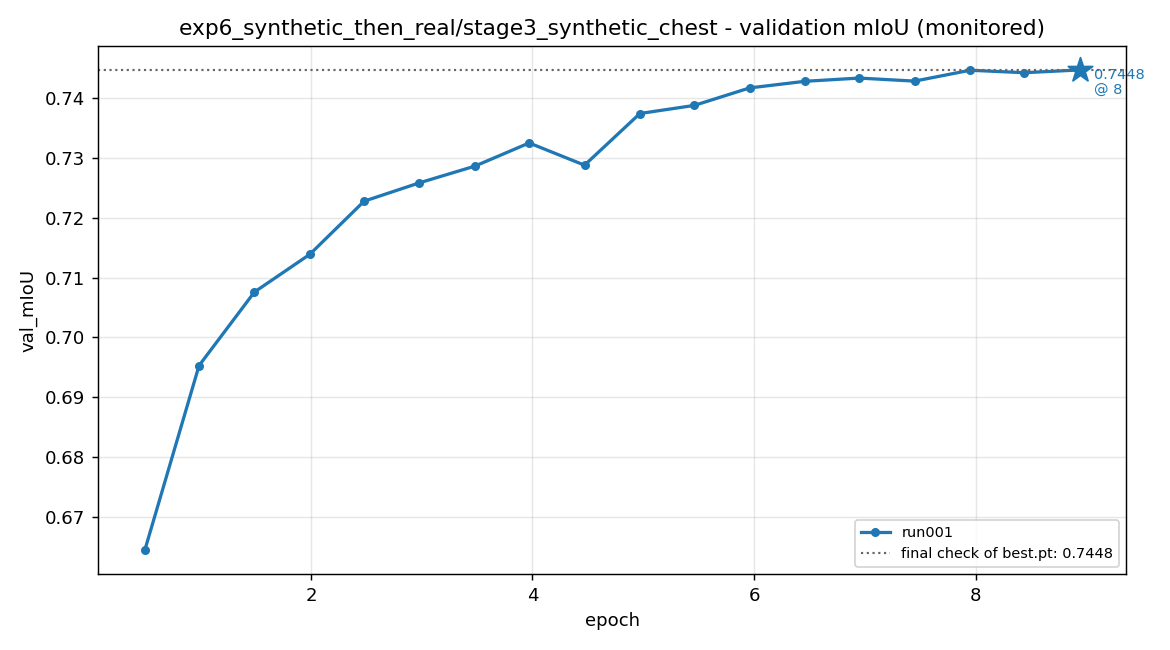 exp6_synthetic_then_real/stage3_synthetic_chest - validation mIoU (monitored)
val_mIoU
0.74
0.73
0.72
0.71
0.70
0.69
0.68
0.67
0.7448
@ 8
run001
final check of best.pt: 0.7448
2 4 6 8
epoch